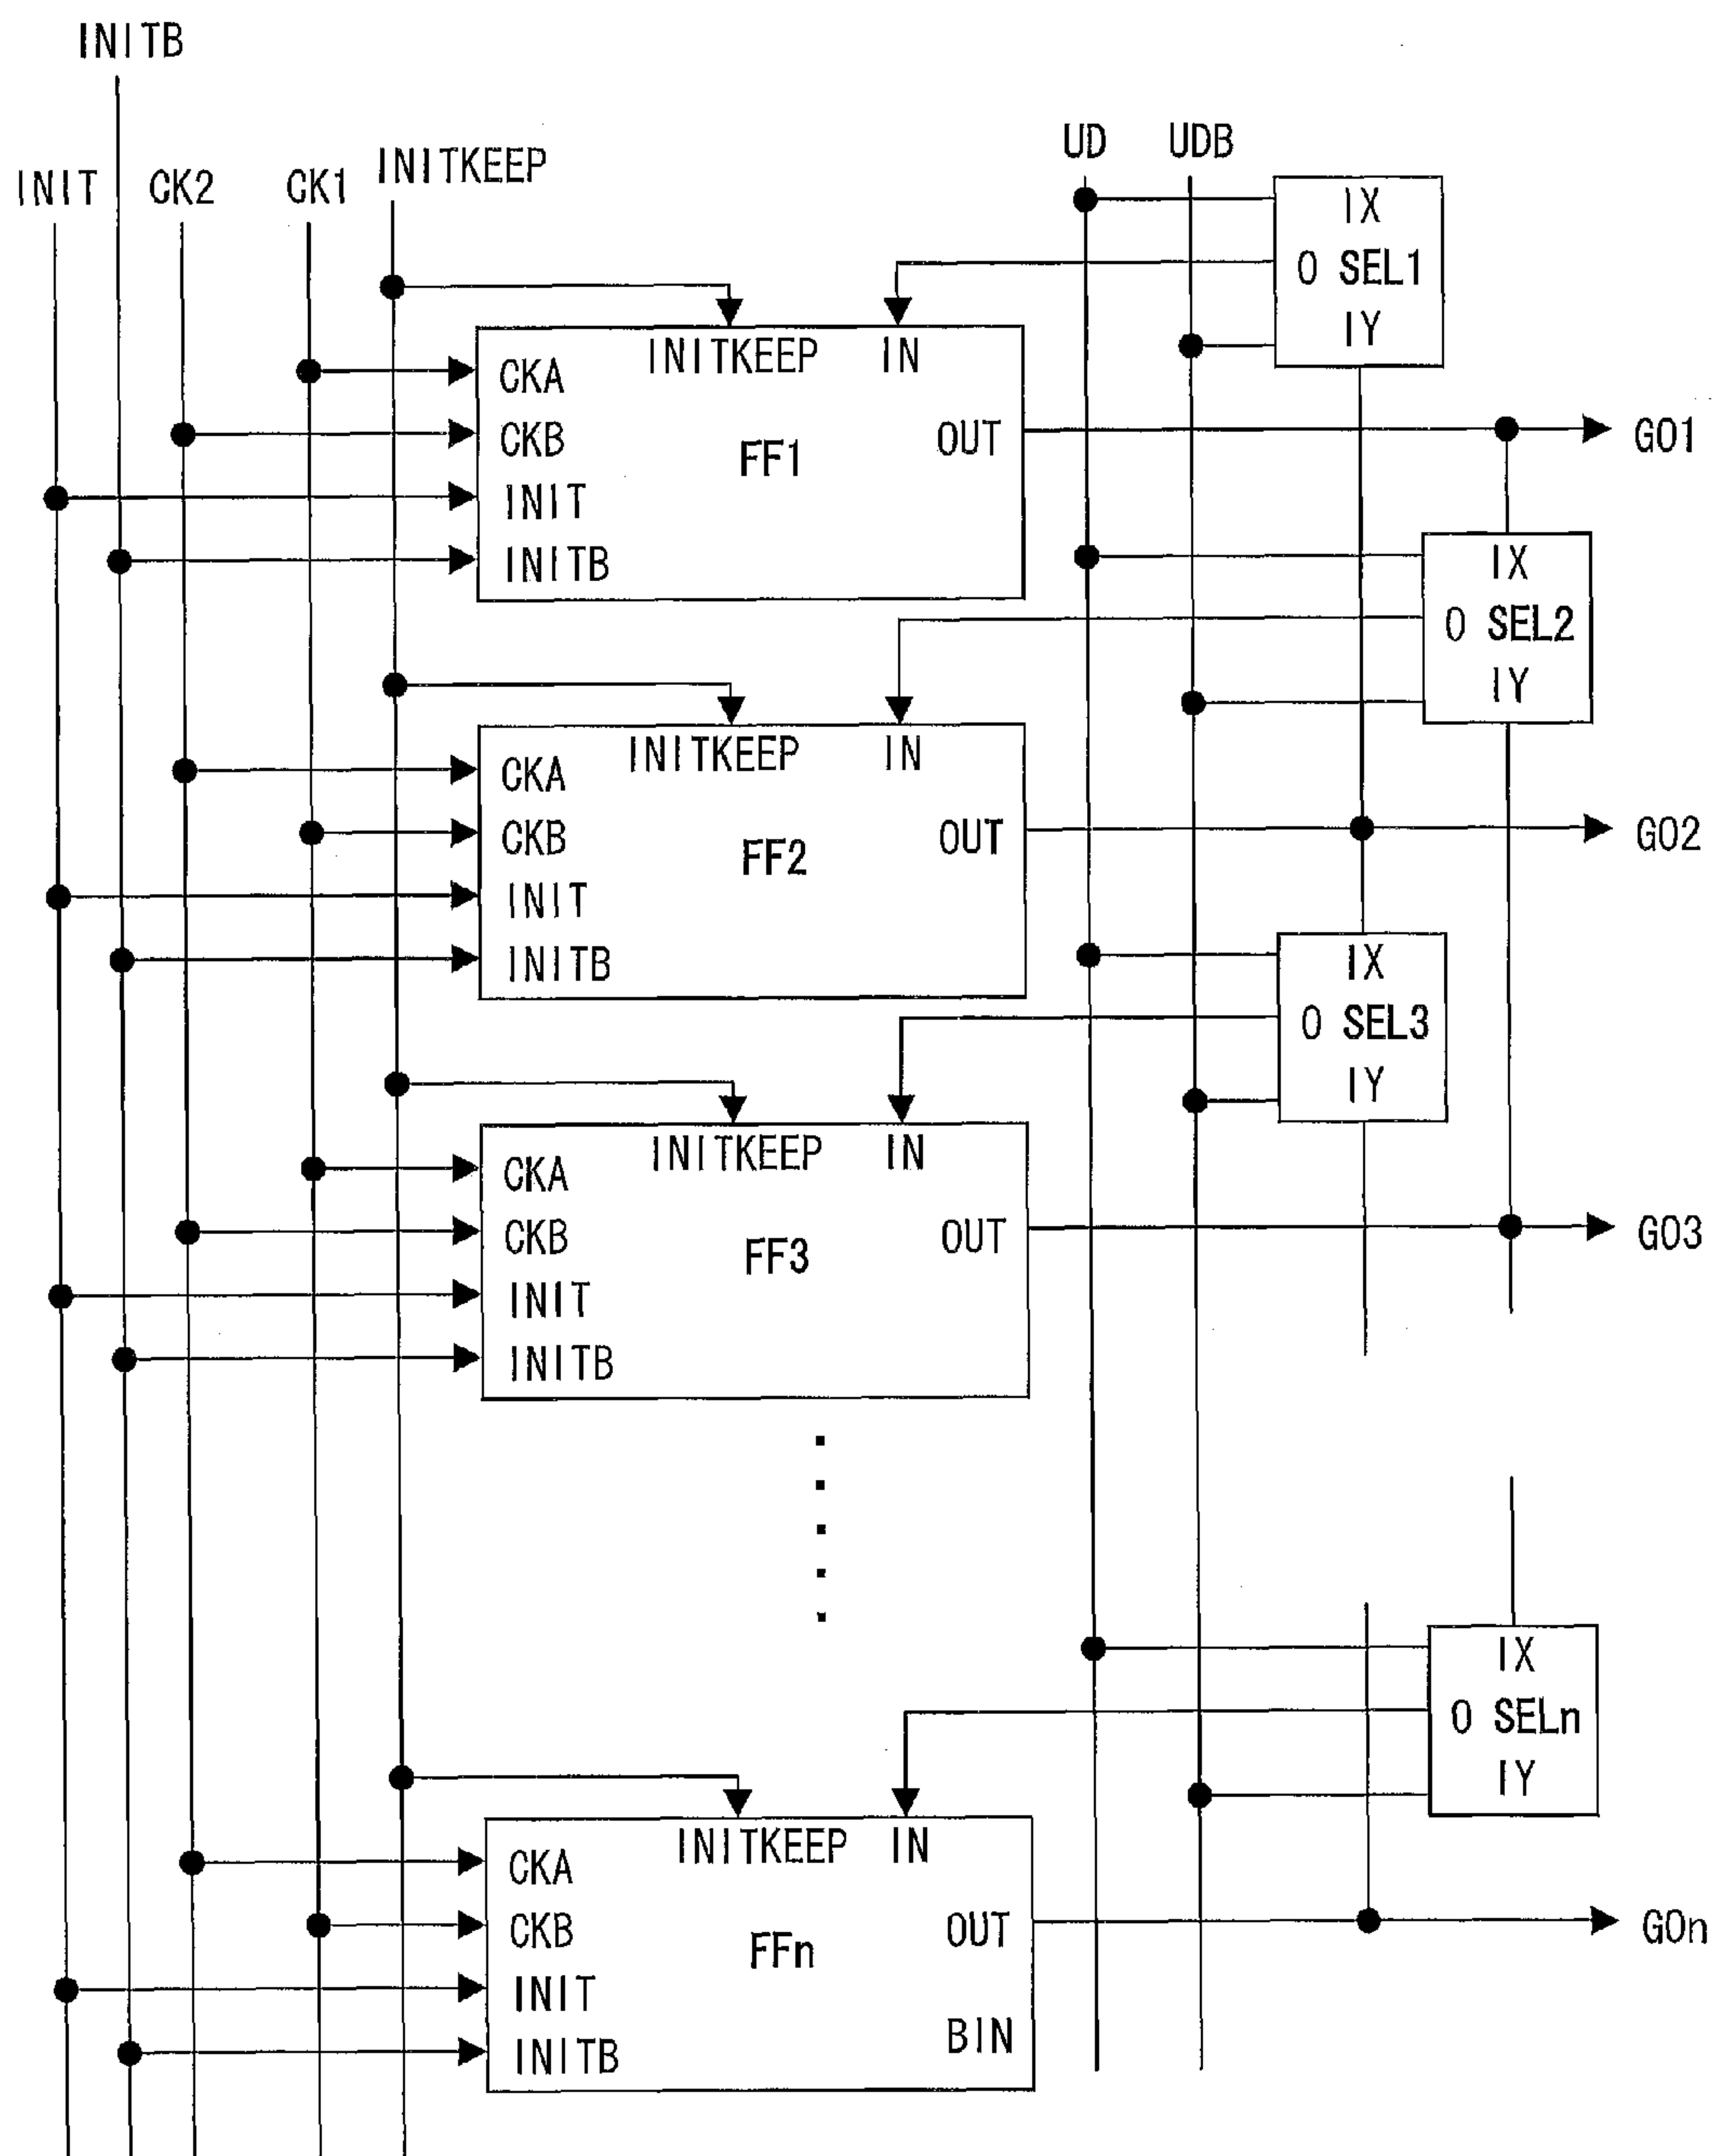 INITB
INIT
CK2
CK1
INITKEEP
UD
UDB
IX
O SEL1
IY
INITKEEP
IN
CKA
CKB
INIT
INITB
FF1
OUT
GO1
IX
O SEL2
IY
INITKEEP
IN
CKA
CKB
INIT
INITB
FF2
OUT
GO2
IX
O SEL3
IY
INITKEEP
IN
CKA
CKB
INIT
INITB
FF3
OUT
GO3
IX
O SELn
IY
INITKEEP
IN
CKA
CKB
INIT
INITB
FFn
OUT
BIN
GOn